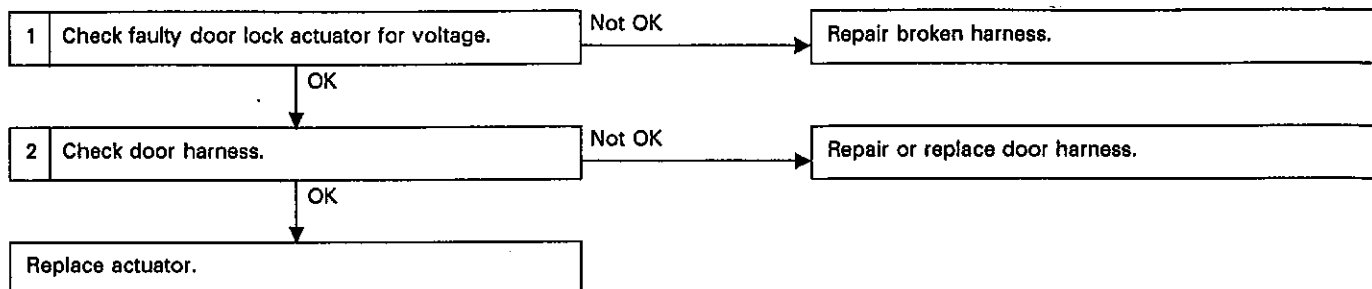 1 Check faulty door lock actuator for voltage.
Not OK
Repair broken harness.
OK
2 Check door harness.
Not OK
Repair or replace door harness.
OK
Replace actuator.